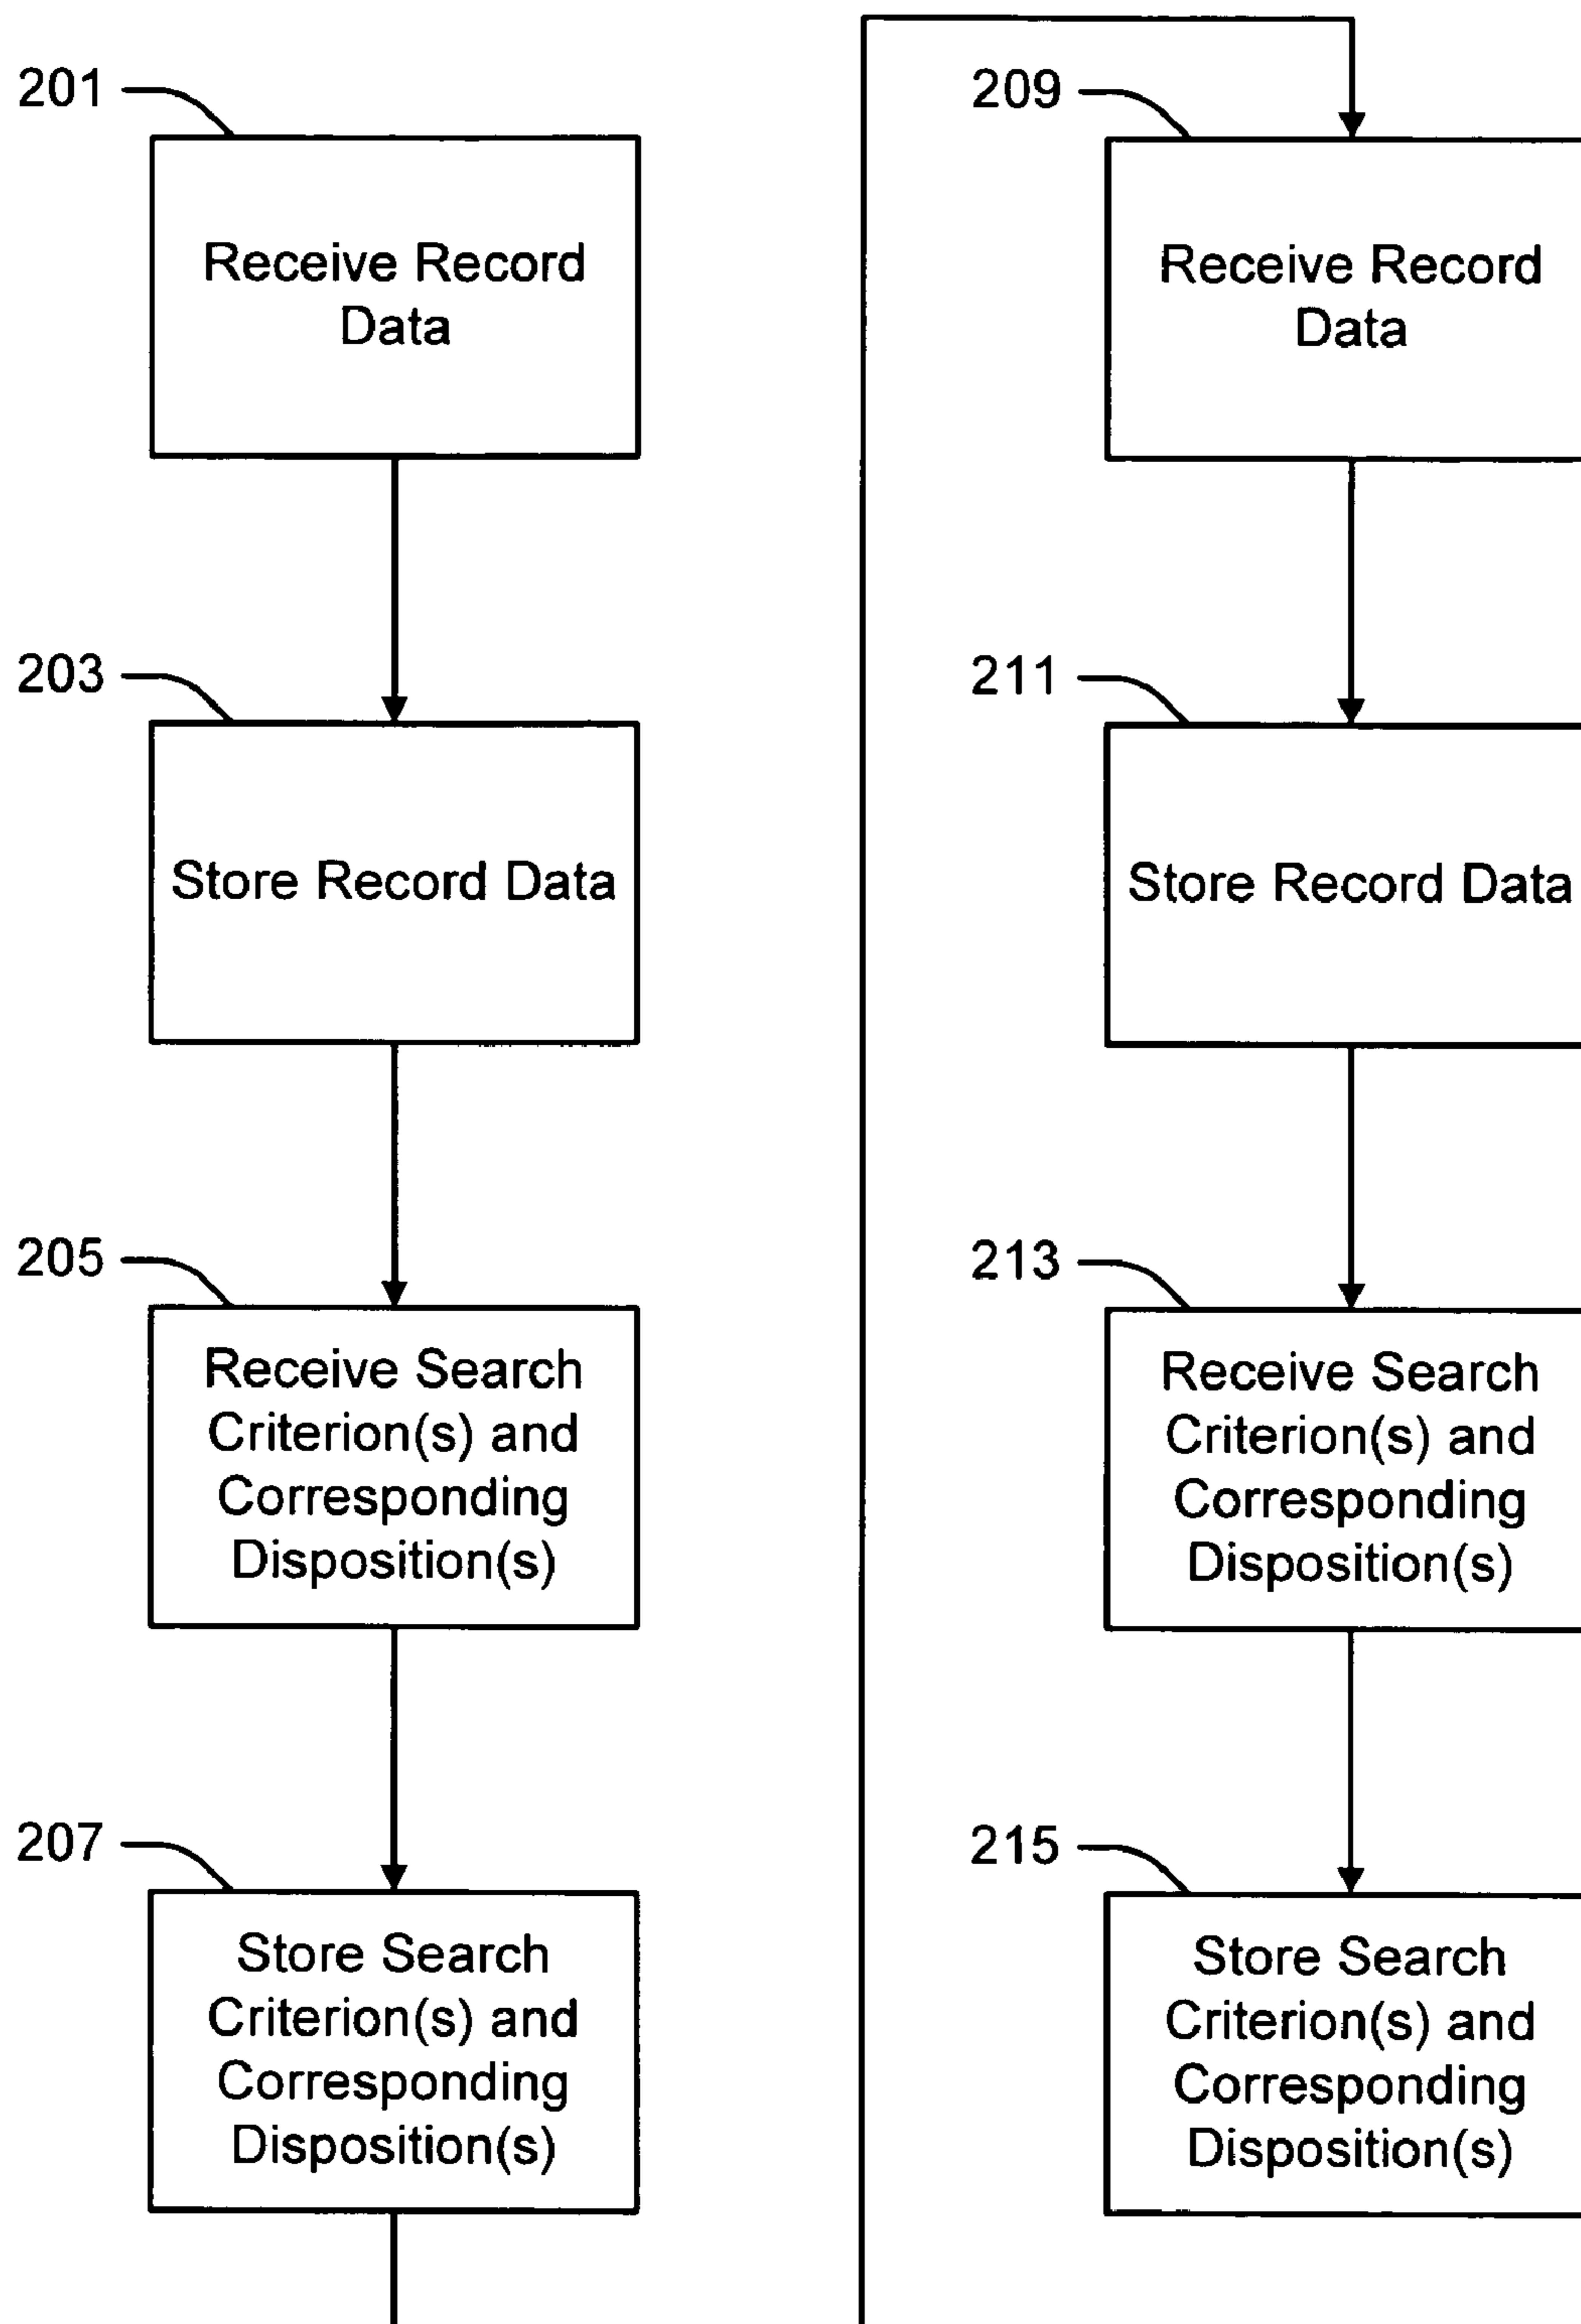 201
Receive Record
Data
203
Store Record Data
205
Receive Search
Criterion(s) and
Corresponding
Disposition(s)
207
Store Search
Criterion(s) and
Corresponding
Disposition(s)
209
Receive Record
Data
211
Store Record Data
213
Receive Search
Criterion(s) and
Corresponding
Disposition(s)
215
Store Search
Criterion(s) and
Corresponding
Disposition(s)